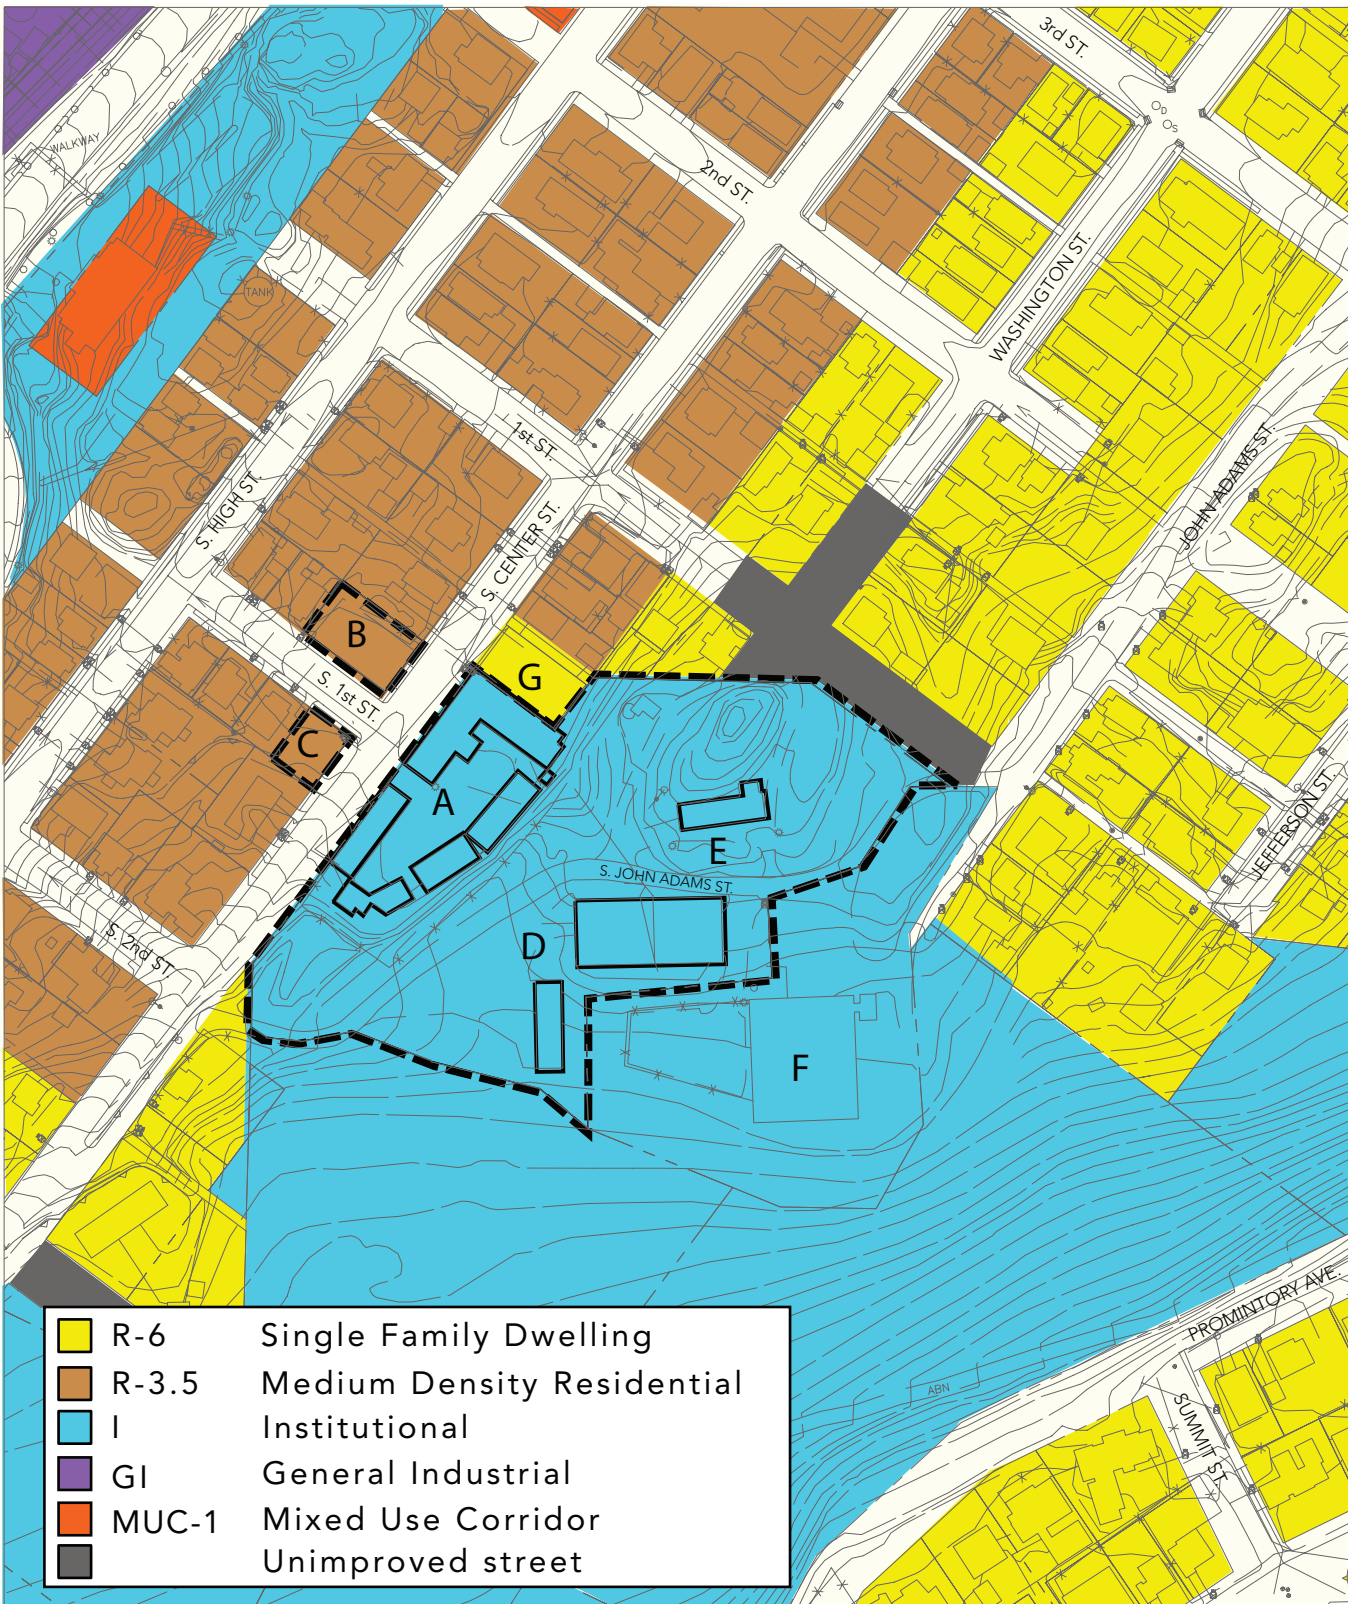 3rd ST.
WALKWAY
2nd ST.
WASHINGTON ST.
TANK
1st ST.
JOHN ADAMS ST.
S. HIGH ST.
S. CENTER ST.
B
G
S. 1st ST.
C
A
E
S. JOHN ADAMS ST.
JEFFERSON ST.
S. 2nd ST
D
F
PROMINTORY AVE.
ABN
SUMMIT ST.
R-6 Single Family Dwelling
R-3.5 Medium Density Residential
I Institutional
GI General Industrial
MUC-1 Mixed Use Corridor
Unimproved street